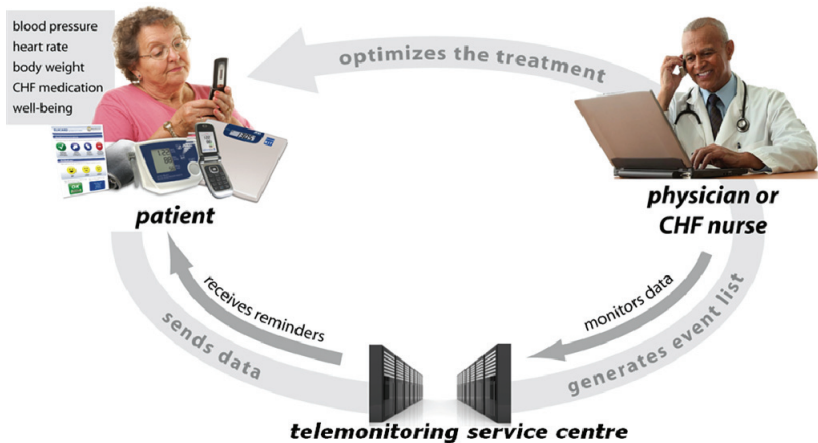 blood pressure
heart rate
body weight
CHF medication
well-being
optimizes the treatment
patient
physician or
CHF nurse
receives reminders
sends data
monitors data
generates event list
telemonitoring service centre